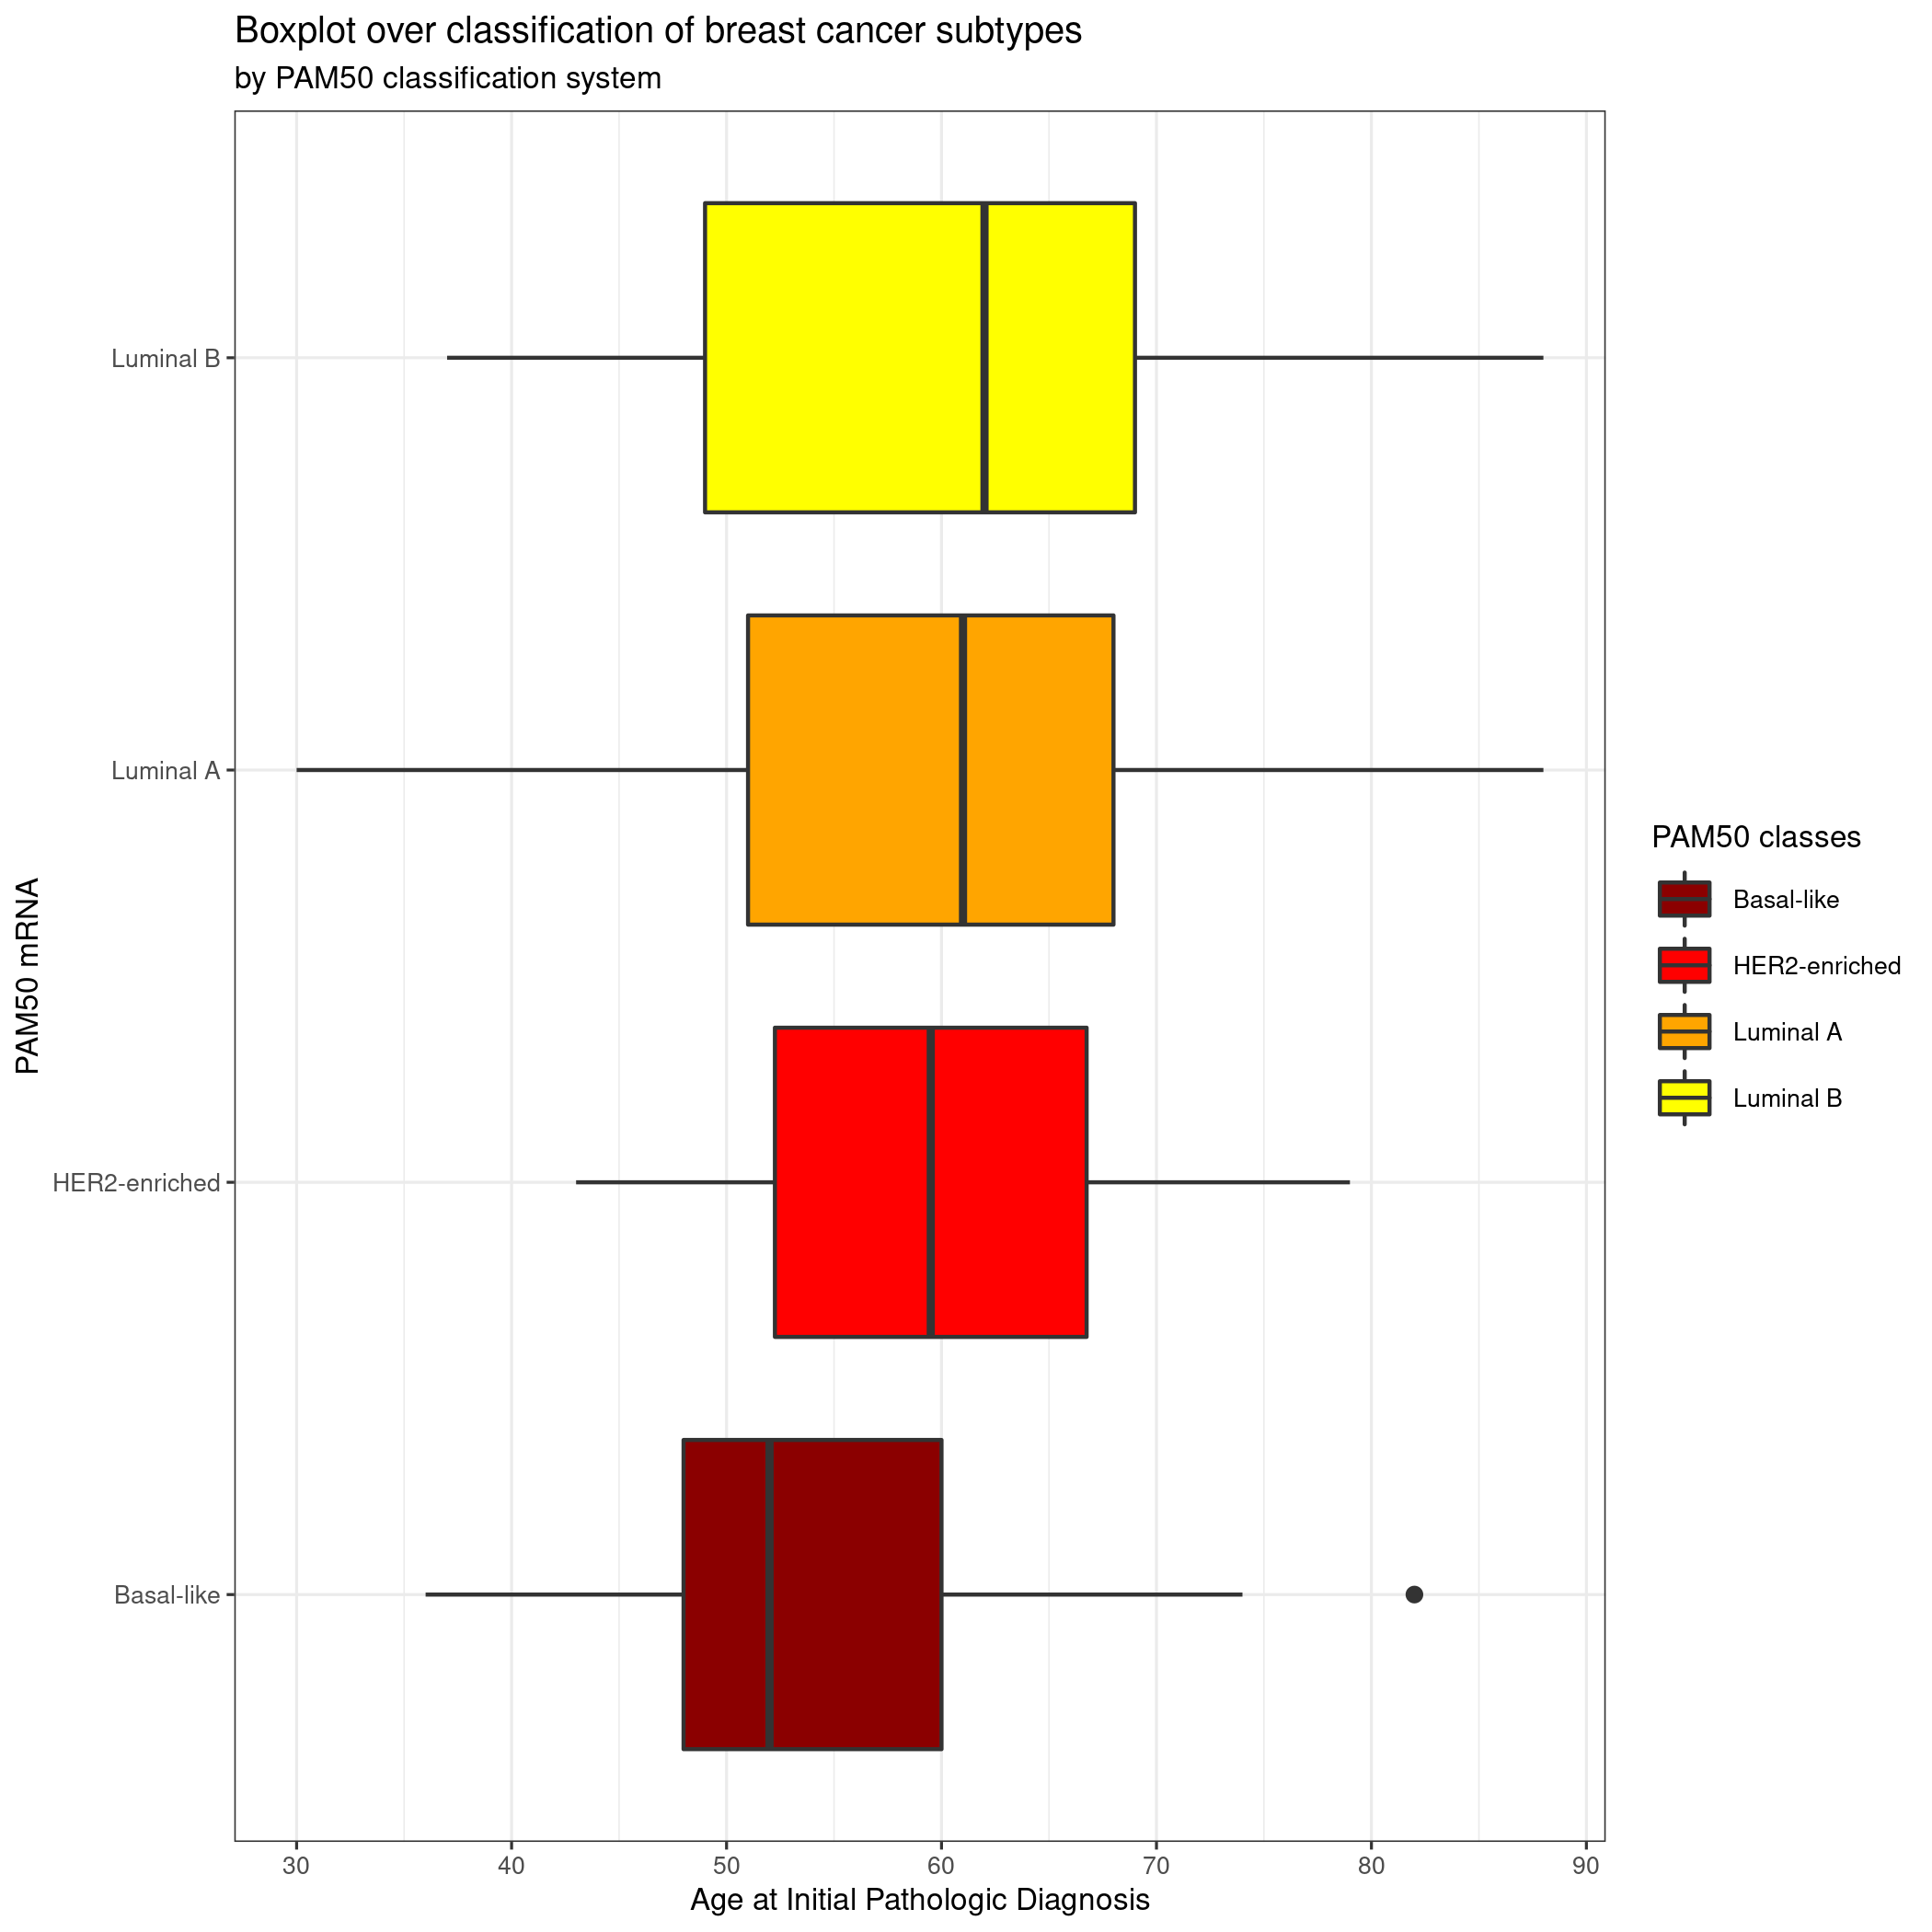 Boxplot over classification of breast cancer subtypes
by PAM50 classification system
PAM50 mRNA
Luminal B
Luminal A
HER2-enriched
Basal-like
30 40 50 60 70 80 90
Age at Initial Pathologic Diagnosis
PAM50 classes
Basal-like
HER2-enriched
Luminal A
Luminal B